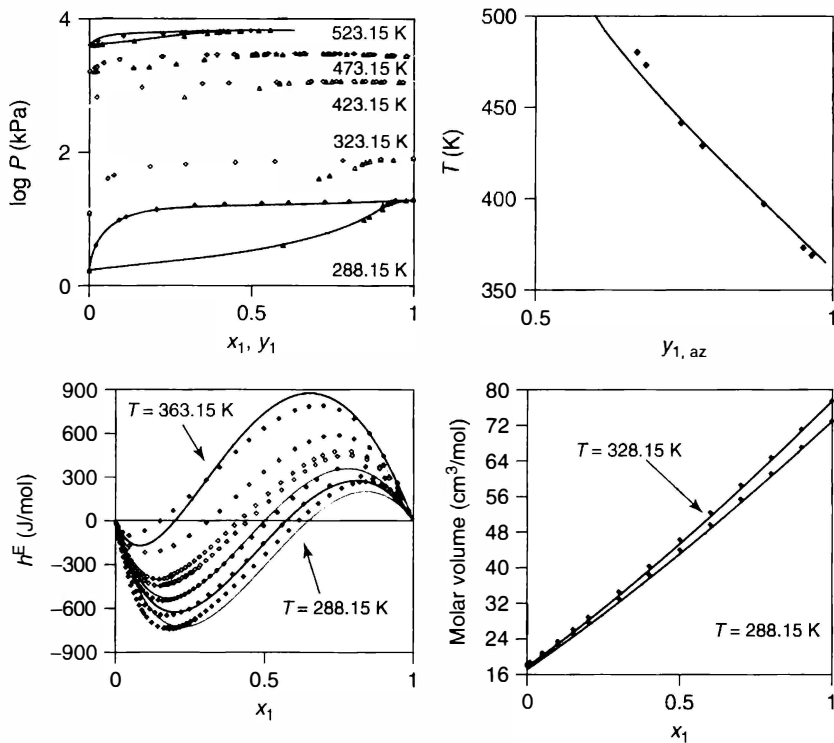 4
2
0
log P (kPa)
523.15 K
473.15 K
423.15 K
323.15 K
288.15 K
0 0.5 1
x₁, y₁
500
450
400
350
T (K)
0.5 1
y₁, az
900
600
300
0
−300
−600
−900
hᴱ (J/mol)
T = 363.15 K
T = 288.15 K
0 0.5 1
x₁
80
72
64
56
48
40
32
24
16
Molar volume (cm³/mol)
T = 328.15 K
T = 288.15 K
0 0.5 1
x₁